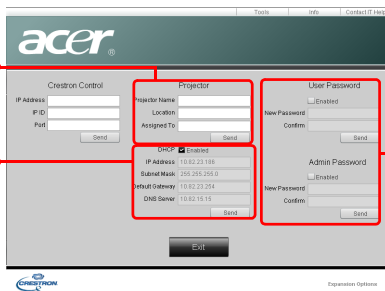 Tools Info Contact IT Help
acer
Crestron Control
IP Address
IP ID
Port
Send
Projector
Projector Name
Location
Assigned To
Send
DHCP Enabled
IP Address 10.82.23.168
Subnet Mask 255.255.255.0
Default Gateway 10.82.23.254
DNS Server 10.82.15.15
Send
User Password
Enabled
New Password
Confirm
Send
Admin Password
Enabled
New Password
Confirm
Send
Exit
CRESTRON
Expansion Options